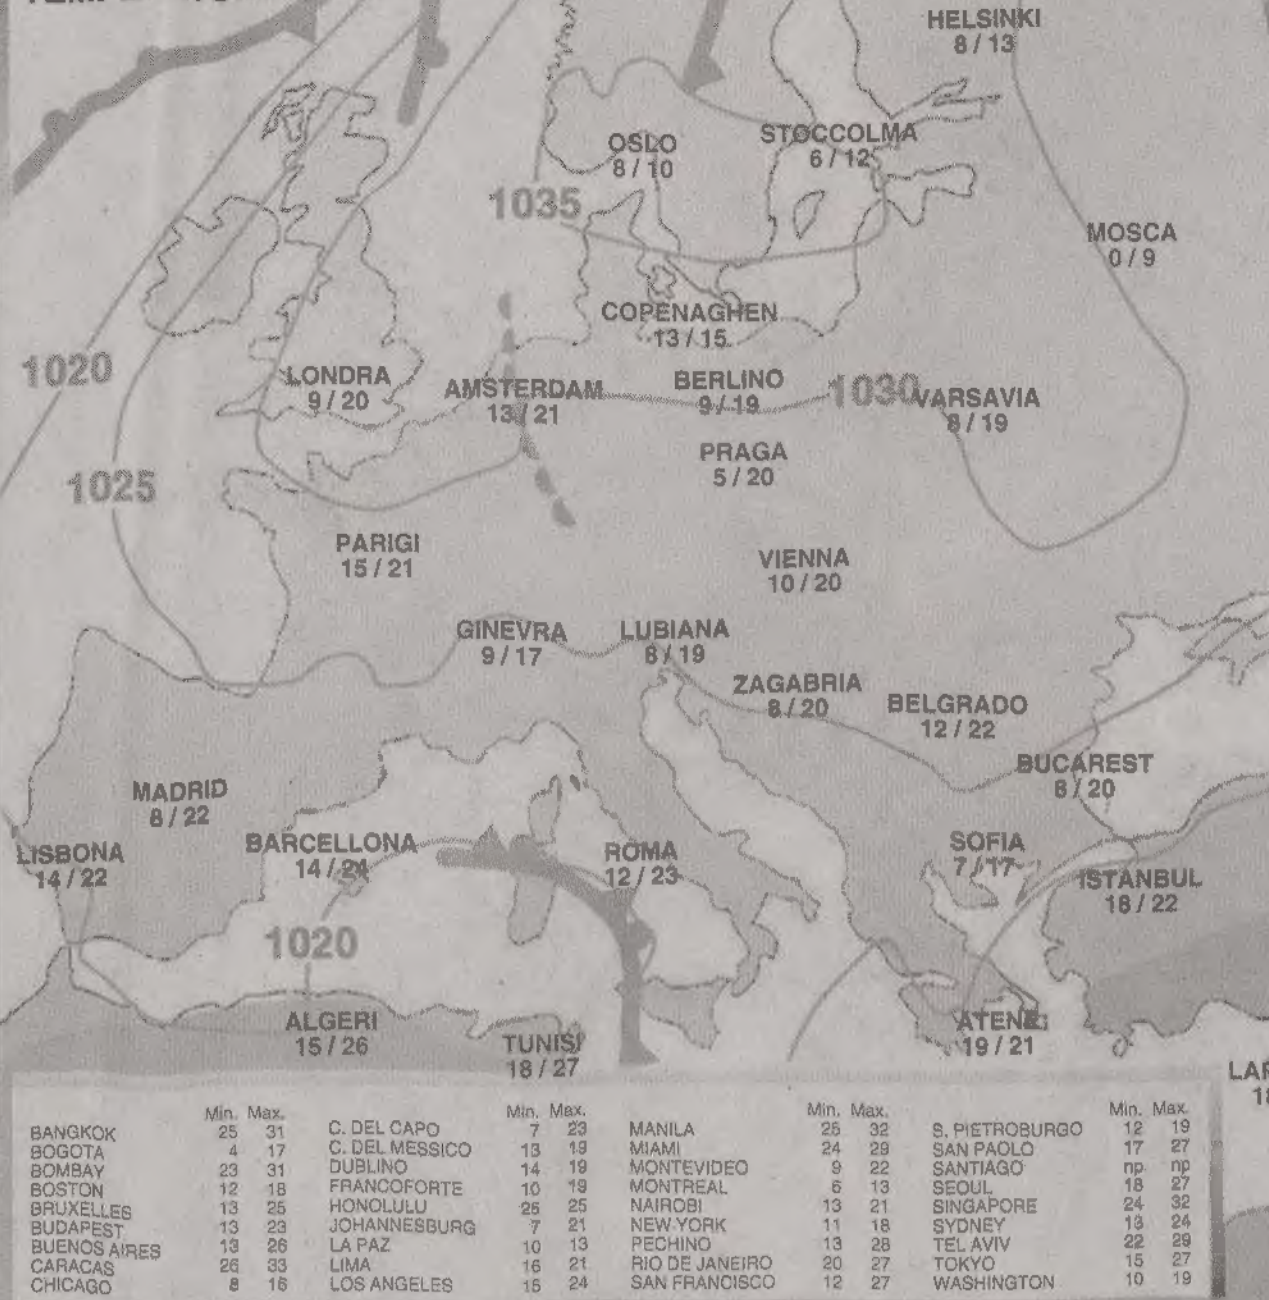 HELSINKI
8 / 13
OSLO
8 / 10
STOCCOLMA
6 / 12
1035
MOSCA
0 / 9
COPENAGHEN
13 / 15
1020
LONDRA
9 / 20
AMSTERDAM
13 / 21
BERLINO
9 / 19
1030
VARSAVIA
8 / 19
PRAGA
5 / 20
1025
PARIGI
15 / 21
VIENNA
10 / 20
GINEVRA
9 / 17
LUBIANA
8 / 19
ZAGABRIA
8 / 20
BELGRADO
12 / 22
BUCAREST
8 / 20
MADRID
8 / 22
BARCELLONA
14 / 24
ROMA
12 / 23
SOFIA
7 / 17
LISBONA
14 / 22
ISTANBUL
18 / 22
1020
ALGERI
15 / 26
TUNISI
18 / 27
ATENE
19 / 21
Min. Max. Min. Max. Min. Max. Min. Max.
BANGKOK 25 31 C. DEL CAPO 7 23 MANILA 25 32 S. PIETROBURGO 12 19
BOGOTA 4 17 C. DEL MESSICO 13 19 MIAMI 24 29 SAN PAOLO 17 27
BOMBAY 23 31 DUBLINO 14 19 MONTEVIDEO 9 22 SANTIAGO np np
BOSTON 12 18 FRANCOFORTE 10 19 MONTREAL 6 13 SEOUL 18 27
BRUXELLES 13 25 HONOLULU 25 25 NAIROBI 13 21 SINGAPORE 24 32
BUDAPEST 13 23 JOHANNESBURG 7 21 NEW YORK 11 18 SYDNEY 13 24
BUENOS AIRES 13 26 LA PAZ 10 13 PECHINO 13 28 TEL AVIV 22 29
CARACAS 26 33 LIMA 16 21 RIO DE JANEIRO 20 27 TOKYO 15 27
CHICAGO 8 16 LOS ANGELES 15 24 SAN FRANCISCO 12 27 WASHINGTON 10 19